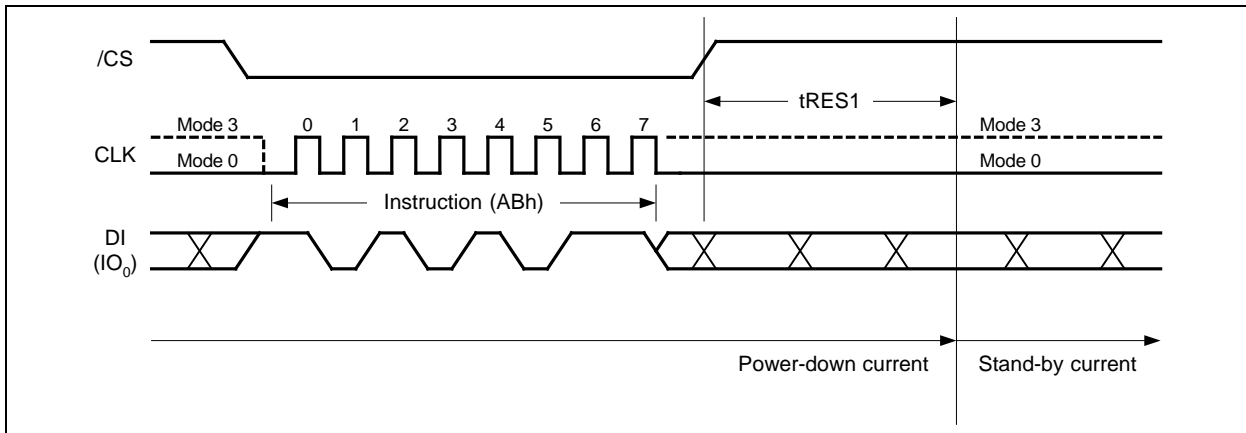 /CS
tRES1
Mode 3 0 1 2 3 4 5 6 7 Mode 3
CLK
Mode 0 Mode 0
Instruction (ABh)
DI
(IO₀)
Power-down current Stand-by current